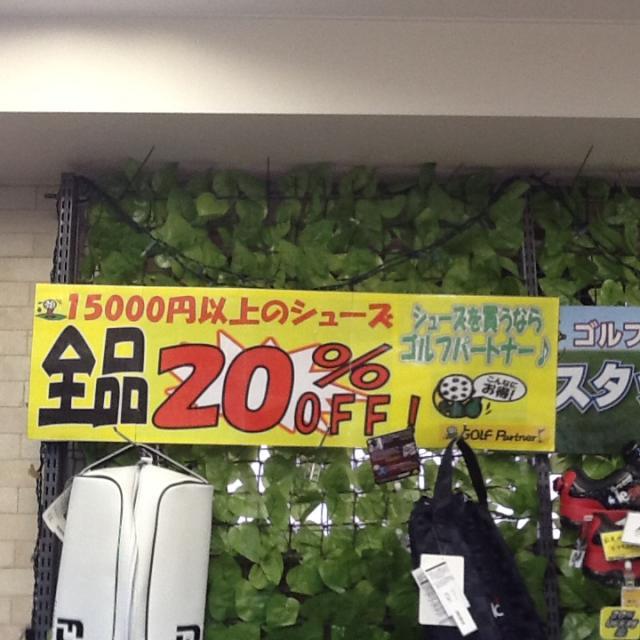 15000円以上のシューズ
全品20%OFF!
シューズを買うなら
ゴルフパートナー♪
こんなに
お得!
GOLF Partner
ゴルフ
スタッ